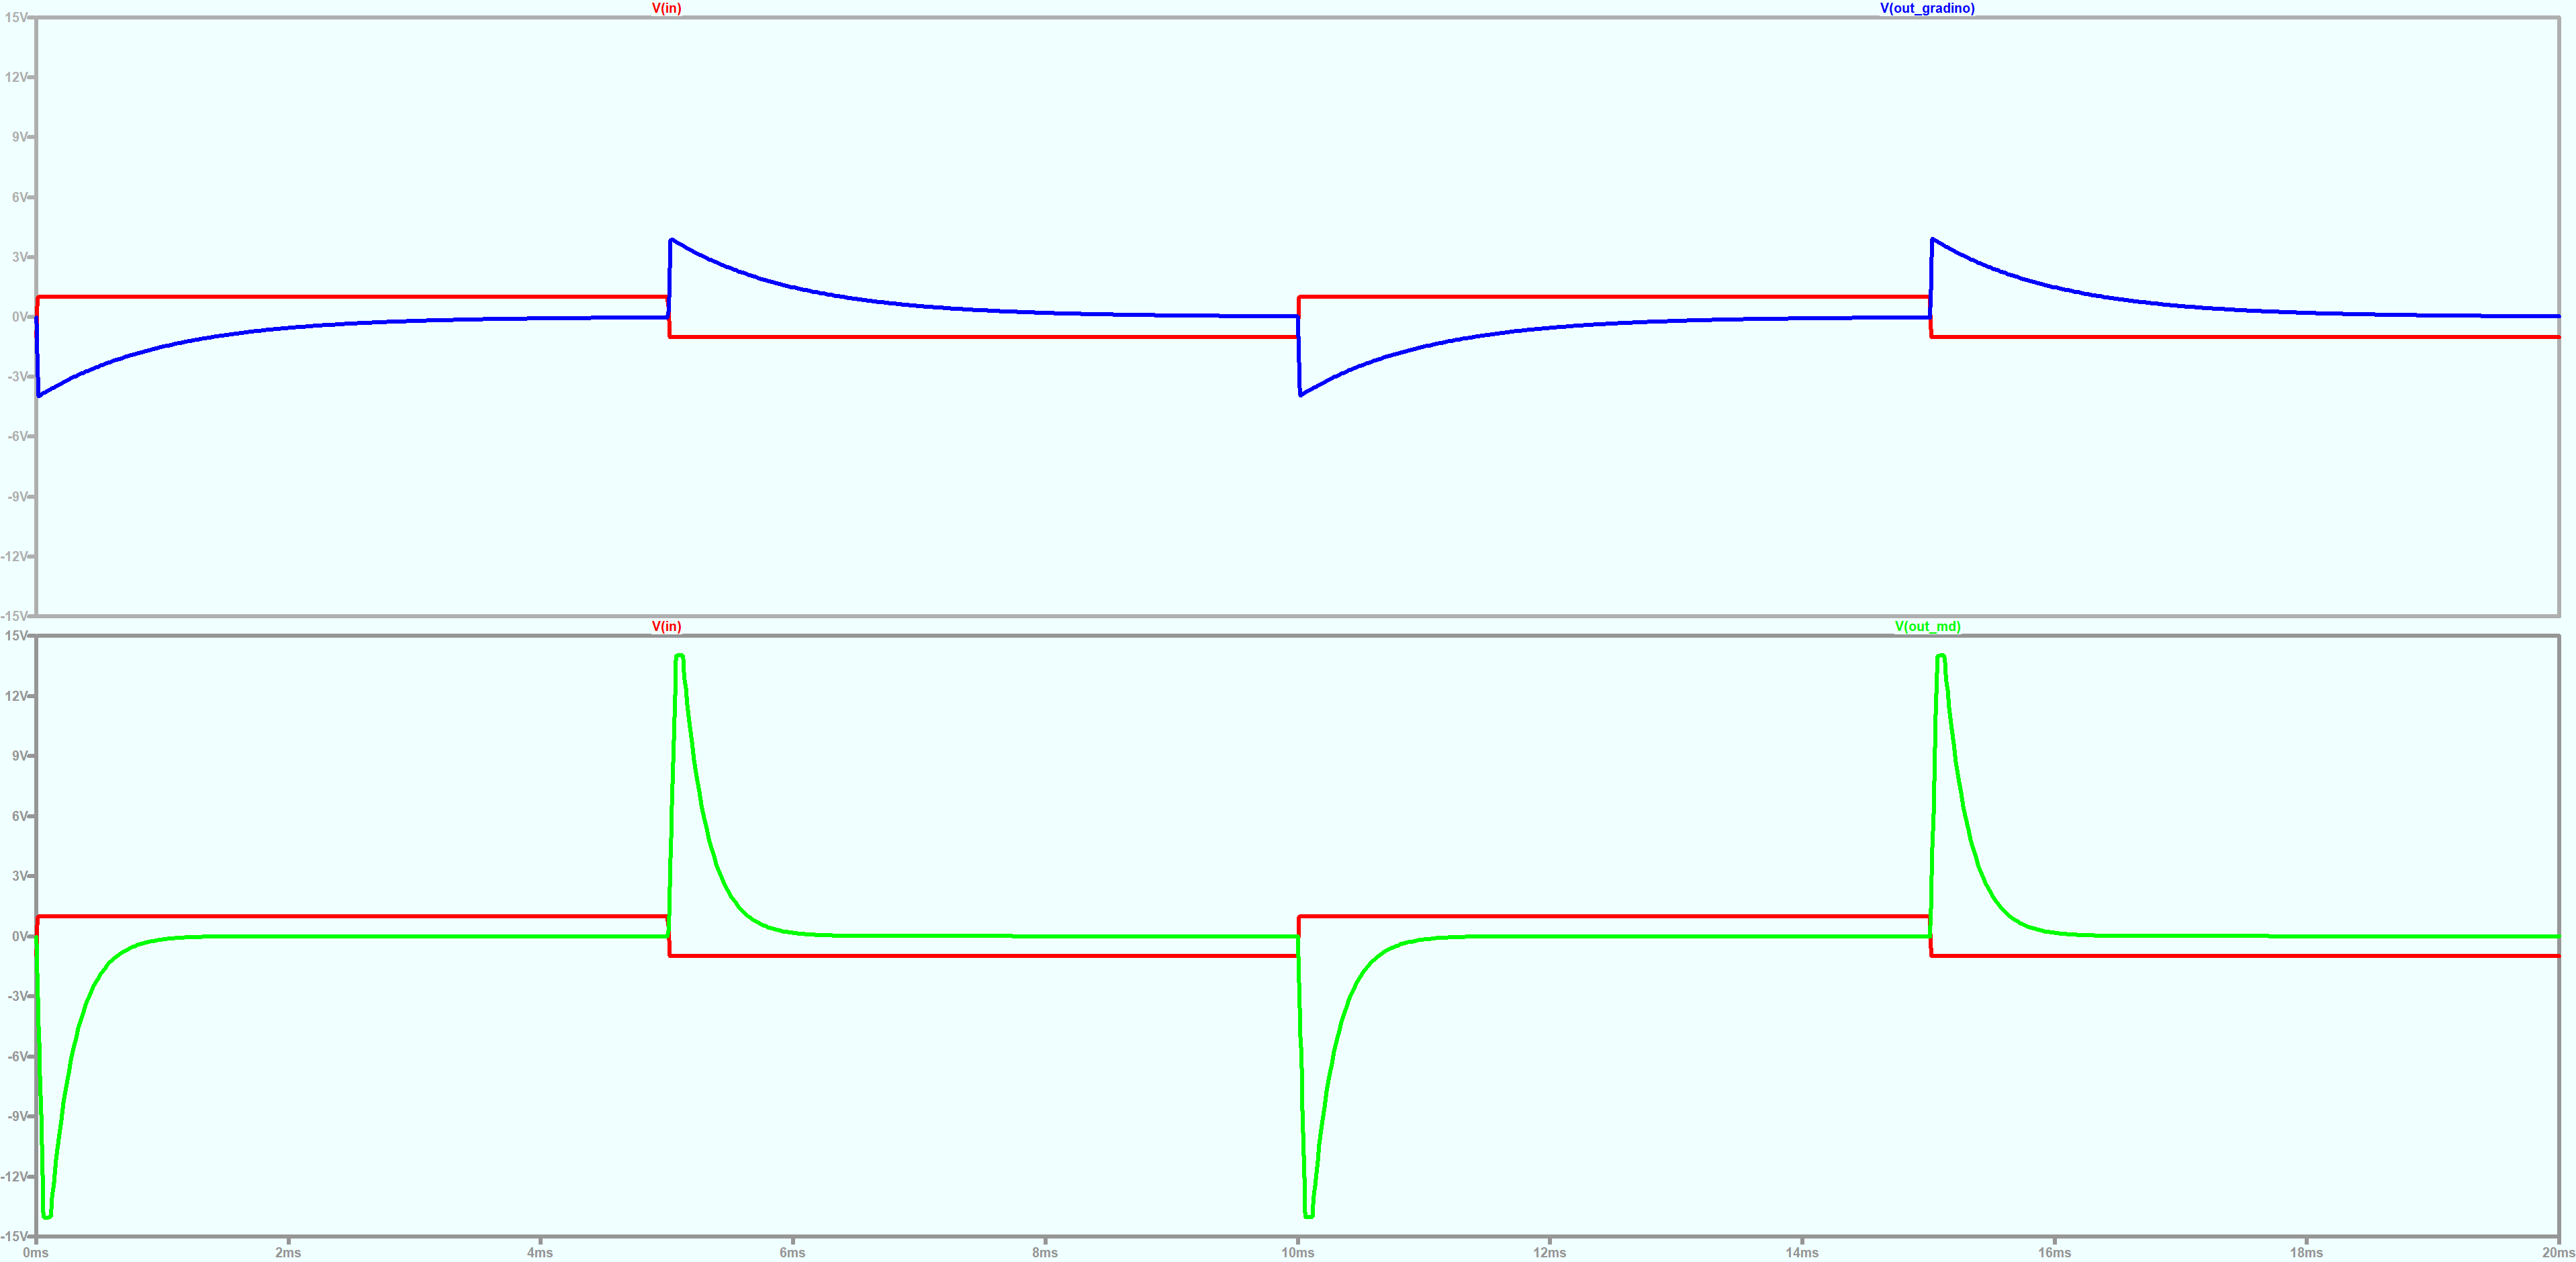 V(in) V(out_gradino)
15V
12V
9V
6V
3V
0V
-3V
-6V
-9V
-12V
-15V
V(in) V(out_md)
15V
12V
9V
6V
3V
0V
-3V
-6V
-9V
-12V
-15V
0ms 2ms 4ms 6ms 8ms 10ms 12ms 14ms 16ms 18ms 20ms